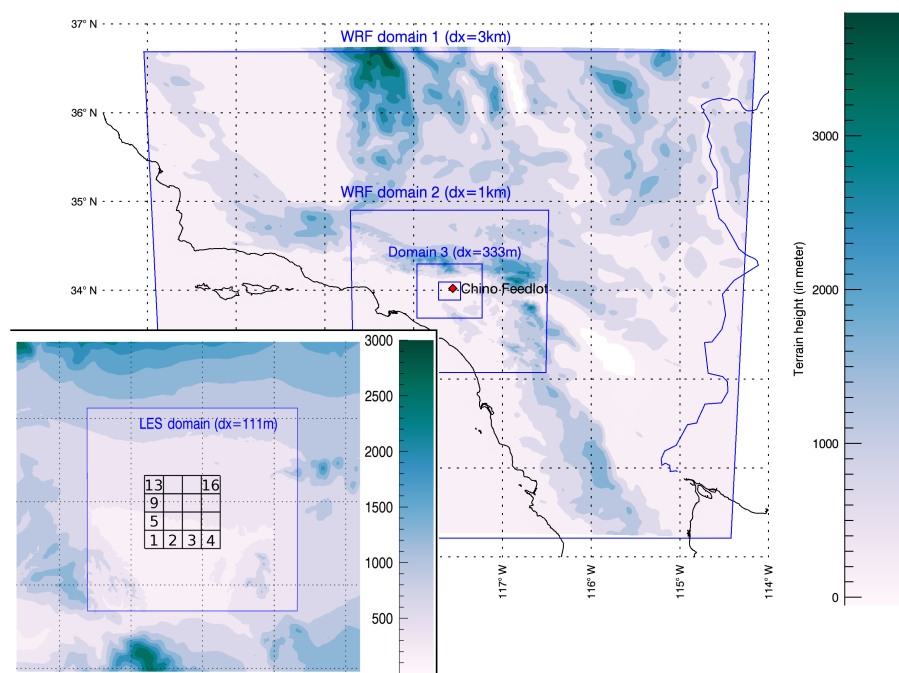 37° N
WRF domain 1 (dx=3km)
36° N
3000
35° N
WRF domain 2 (dx=1km)
Domain 3 (dx=333m)
34° N
Chino Feedlot
2000
Terrain height (in meter)
1000
0
117° W
116° W
115° W
114° W
3000
2500
2000
1500
1000
500
LES domain (dx=111m)
13 16
9
5
1 2 3 4